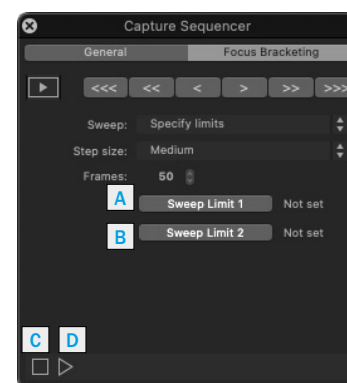 Capture Sequencer
General Focus Bracketing
<<< << < > >> >>>
Sweep: Specify limits
Step size: Medium
Frames: 50
A Sweep Limit 1 Not set
B Sweep Limit 2 Not set
C D